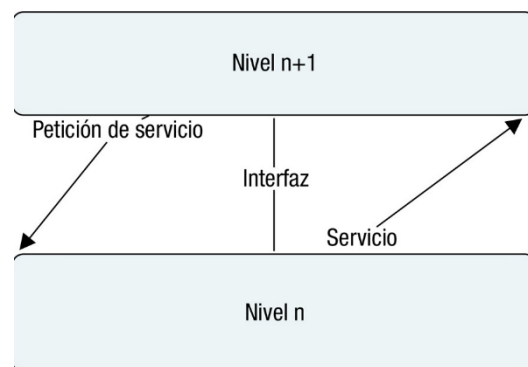 Nivel n+1
Petición de servicio
Interfaz
Servicio
Nivel n